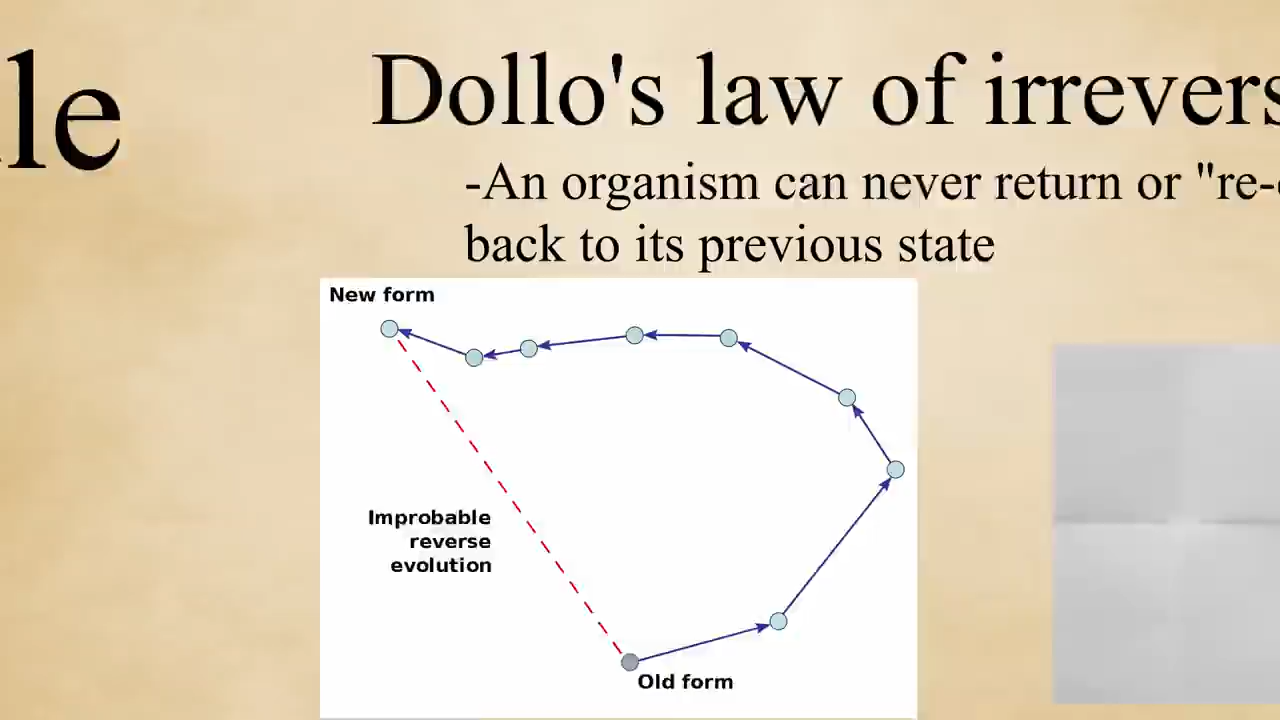 le
Dollo's law of irrevers
-An organism can never return or "re-
back to its previous state
New form
Improbable
reverse
evolution
Old form